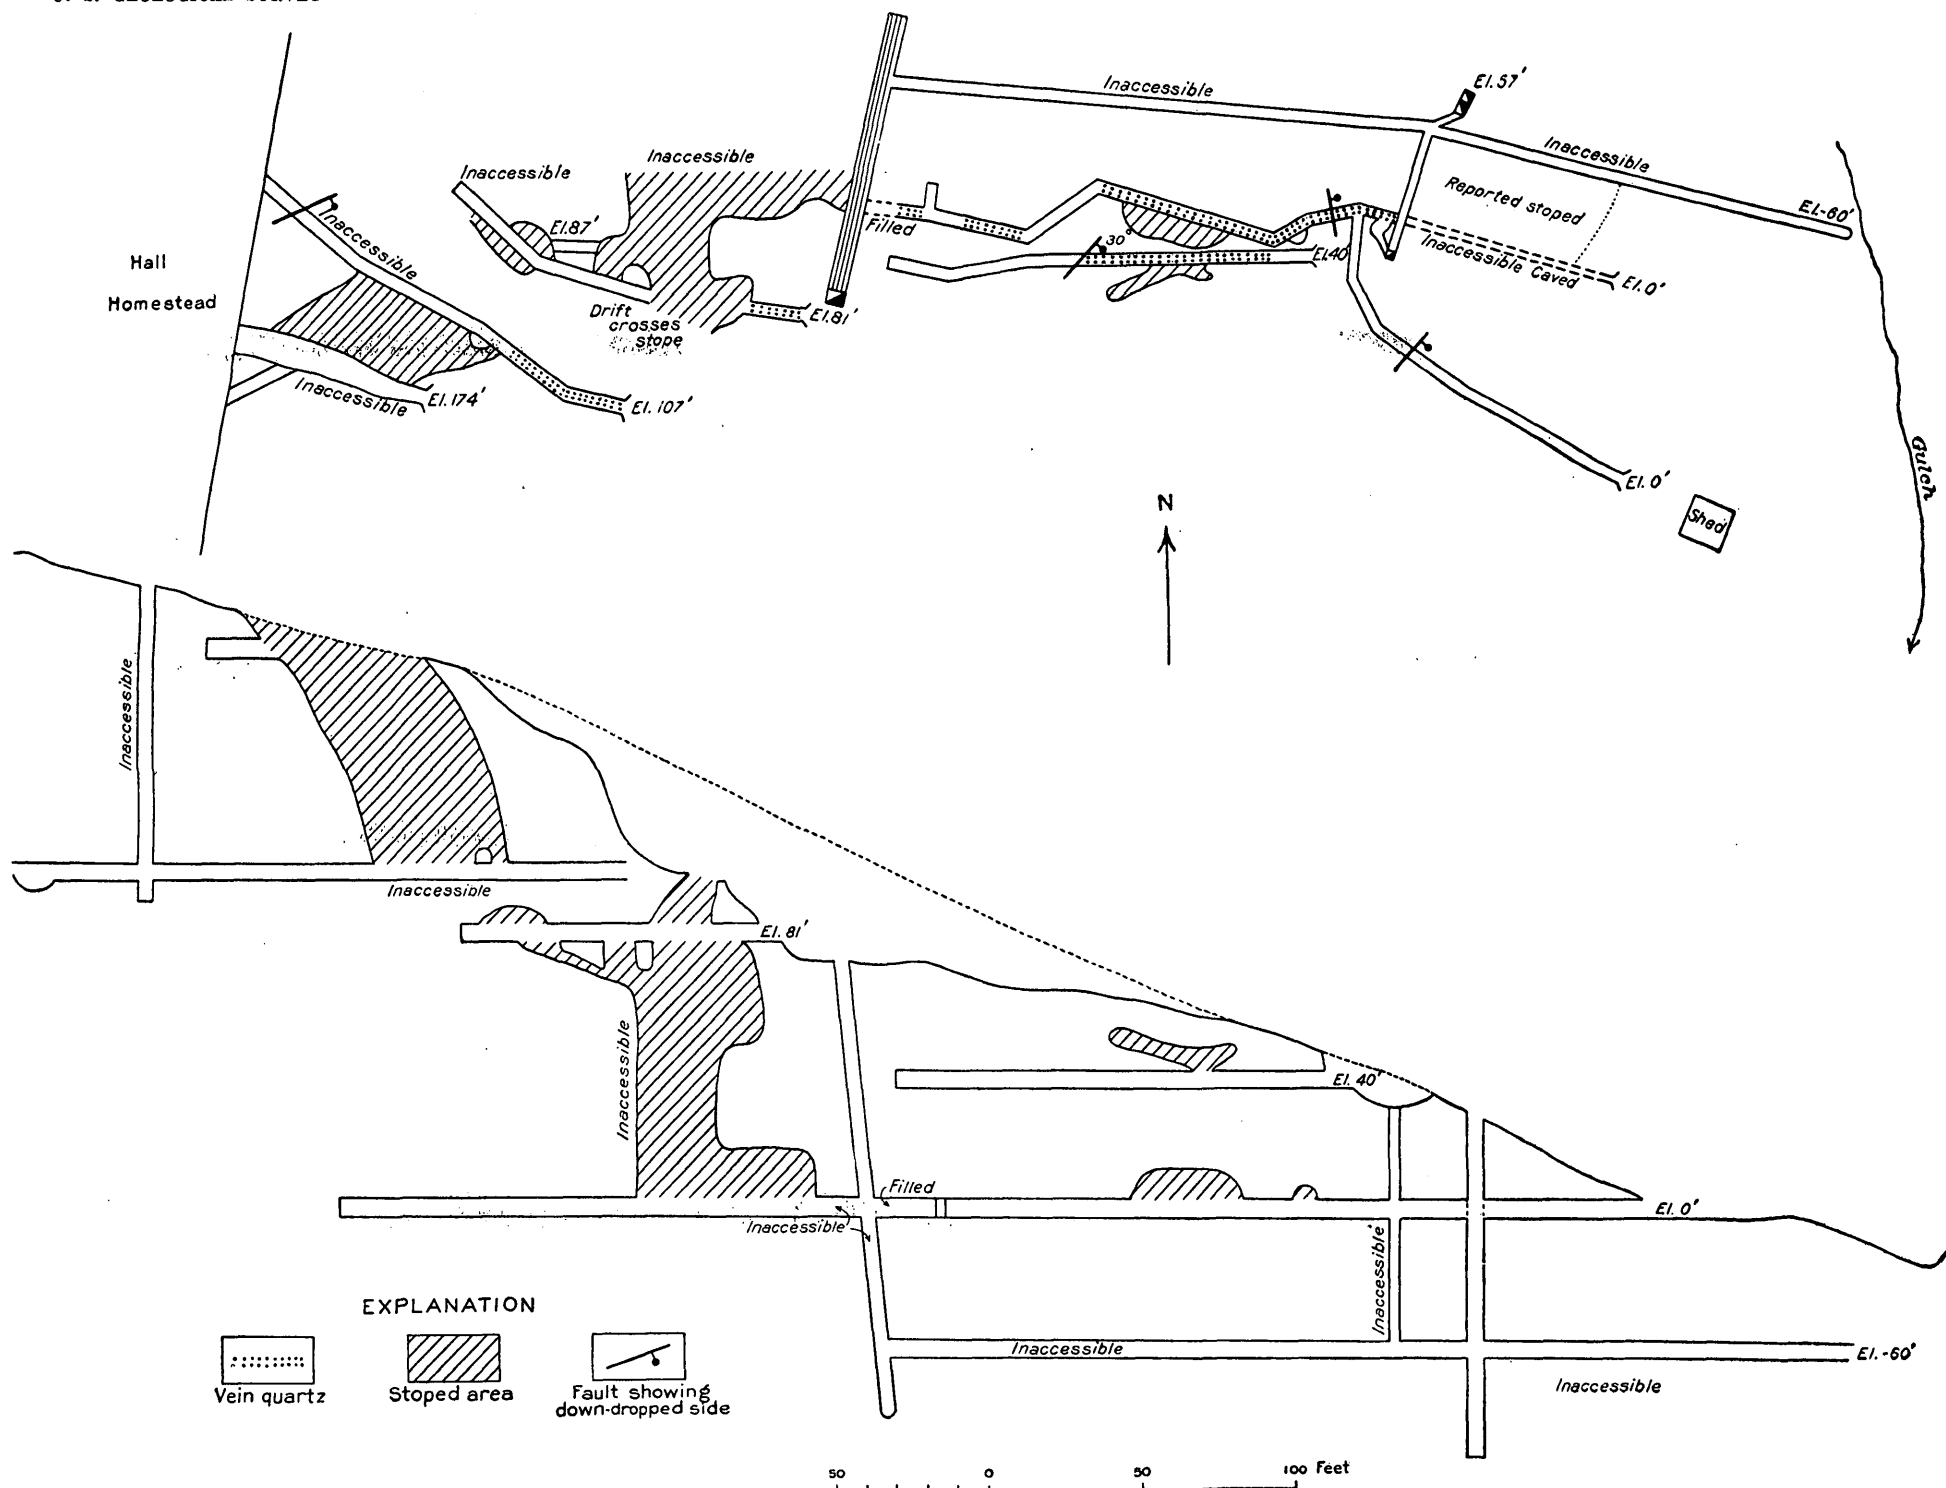 Inaccessible
El. 57'
Inaccessible
Inaccessible
Inaccessible
Reported stoped
El.-60'
El. 87'
Filled
Inaccessible
30°
El. 40'
Inaccessible Caved
El. 0'
Hall
Homestead
Drift
crosses
stope
El. 81'
Inaccessible
El. 174'
El. 107'
Gulch
El. 0'
Shed
N
Inaccessible
Inaccessible
El. 81'
Inaccessible
El. 40'
Filled
Inaccessible
El. 0'
Inaccessible
Inaccessible
El. -60'
Inaccessible
EXPLANATION
Vein quartz
Stoped area
Fault showing
down-dropped side
50 0 50 100 Feet